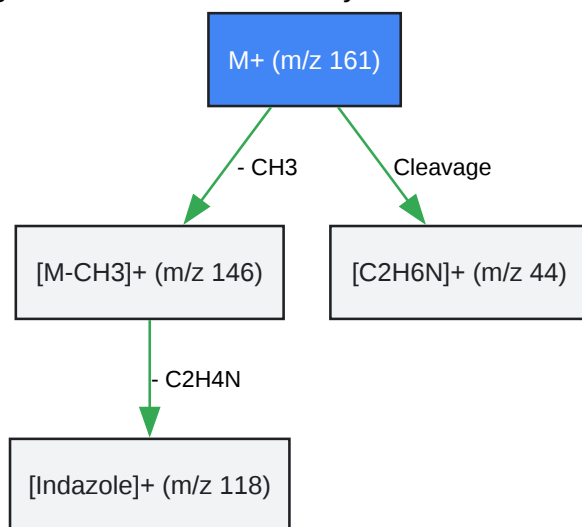 M+ (m/z 161)
- CH3
Cleavage
[M-CH3]+ (m/z 146)
[C2H6N]+ (m/z 44)
- C2H4N
[Indazole]+ (m/z 118)